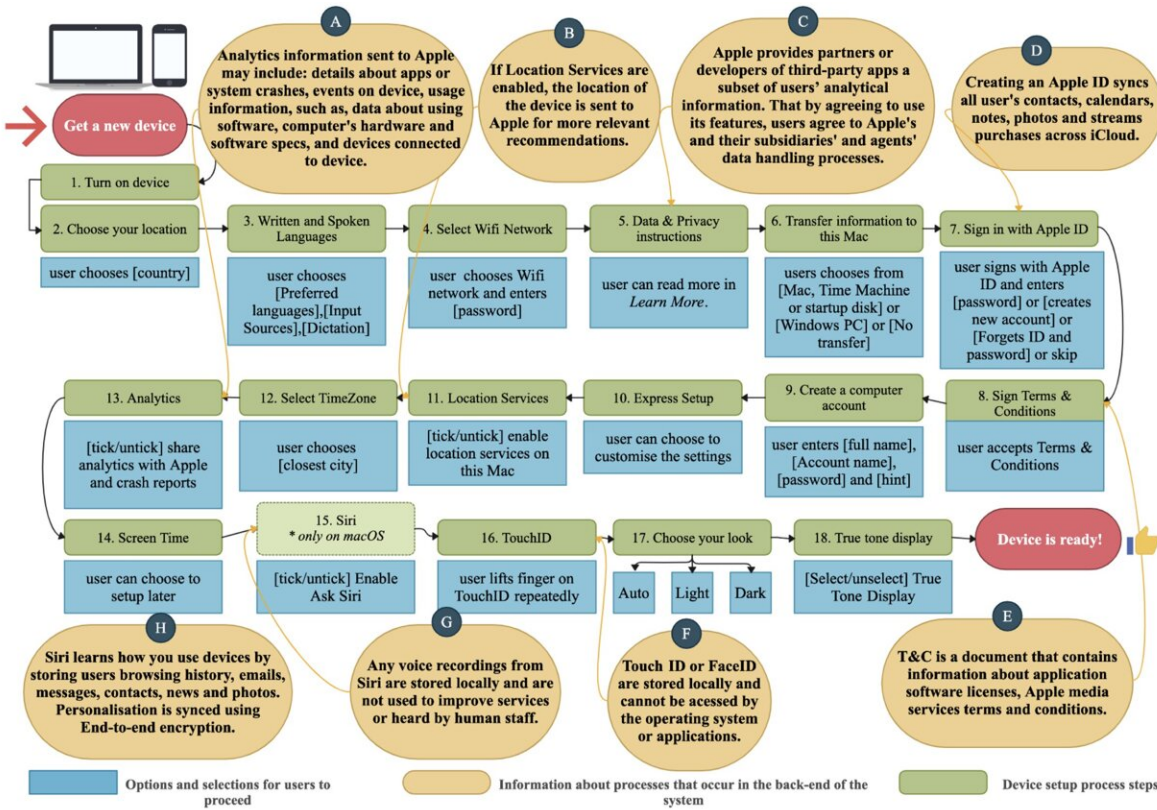 A
Analytics information sent to Apple
may include: details about apps or
system crashes, events on device, usage
information, such as, data about using
software, computer's hardware and
software specs, and devices connected
to device.
B
If Location Services are
enabled, the location
of the device is sent to
Apple for more relevant
recommendations.
C
Apple provides partners or
developers of third-party apps a
subset of users' analytical
information. That by agreeing to use
its features, users agree to Apple's
and their subsidiaries' and agents'
data handling processes.
D
Creating an Apple ID syncs
all user's contacts, calendars,
notes, photos and streams
purchases across iCloud.
Get a new device
1. Turn on device
2. Choose your location
user chooses [country]
3. Written and Spoken
Languages
user chooses
[Preferred
languages],[Input
Sources],[Dictation]
4. Select Wifi Network
user chooses Wifi
network and enters
[password]
5. Data & Privacy
instructions
user can read more in
Learn More.
6. Transfer information to
this Mac
users chooses from
[Mac, Time Machine
or startup disk] or
[Windows PC] or [No
transfer]
7. Sign in with Apple ID
user signs with Apple
ID and enters
[password] or [creates
new account] or
[Forgets ID and
password] or skip
8. Sign Terms &
Conditions
user accepts Terms &
Conditions
9. Create a computer
account
user enters [full name],
[Account name],
[password] and [hint]
10. Express Setup
user can choose to
customise the settings
11. Location Services
[tick/untick] enable
location services on
this Mac
12. Select TimeZone
user chooses
[closest city]
13. Analytics
[tick/untick] share
analytics with Apple
and crash reports
14. Screen Time
user can choose to
setup later
15. Siri
* only on macOS
[tick/untick] Enable
Ask Siri
16. TouchID
user lifts finger on
TouchID repeatedly
17. Choose your look
Auto
Light
Dark
18. True tone display
[Select/unselect] True
Tone Display
Device is ready!
H
Siri learns how you use devices by
storing users browsing history, emails,
messages, contacts, news and photos.
Personalisation is synced using
End-to-end encryption.
G
Any voice recordings from
Siri are stored locally and are
not used to improve services
or heard by human staff.
F
Touch ID or FaceID
are stored locally and
cannot be acessed by
the operating system
or applications.
E
T&C is a document that contains
information about application
software licenses, Apple media
services terms and conditions.
Options and selections for users to
proceed
Information about processes that occur in the back-end of the
system
Device setup process steps